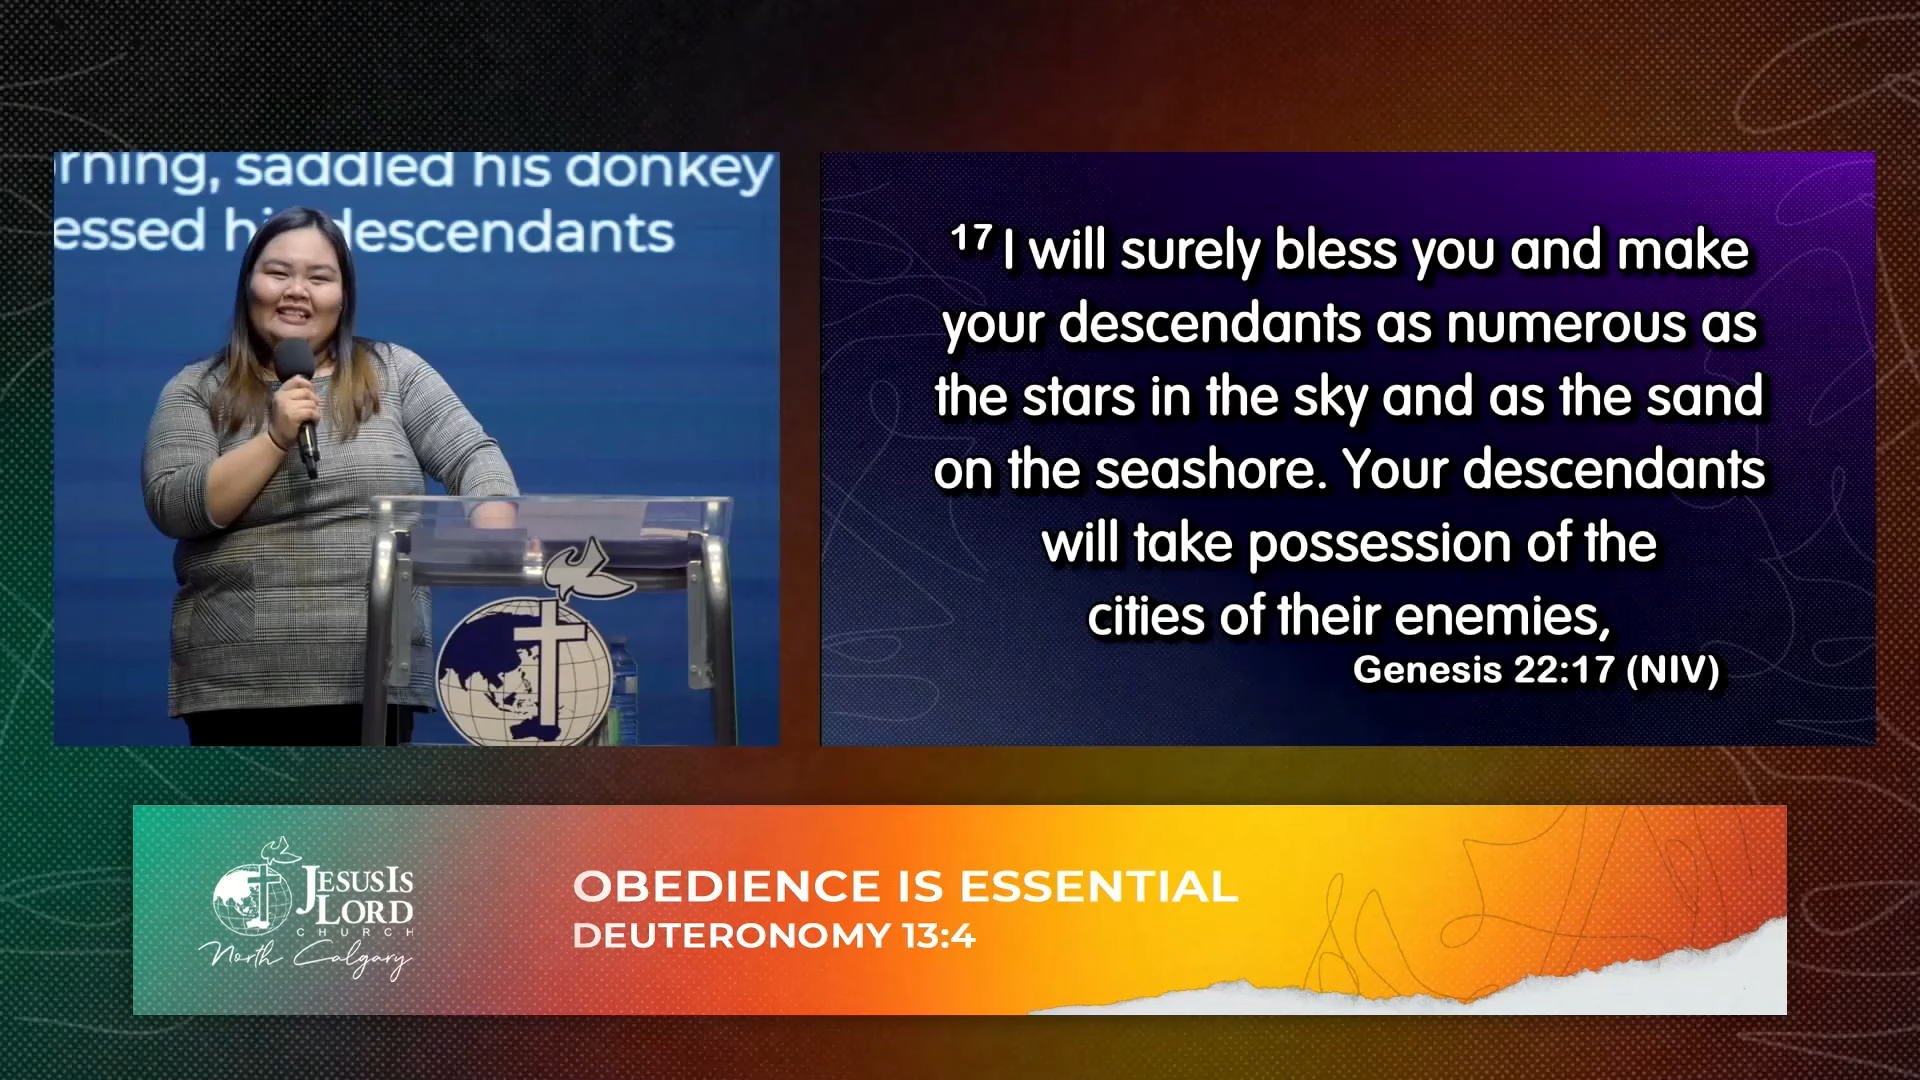 rning, saddled his donkey
essed his descendants
17 I will surely bless you and make
your descendants as numerous as
the stars in the sky and as the sand
on the seashore. Your descendants
will take possession of the
cities of their enemies,
Genesis 22:17 (NIV)
JESUS IS
LORD
CHURCH
North Calgary
OBEDIENCE IS ESSENTIAL
DEUTERONOMY 13:4